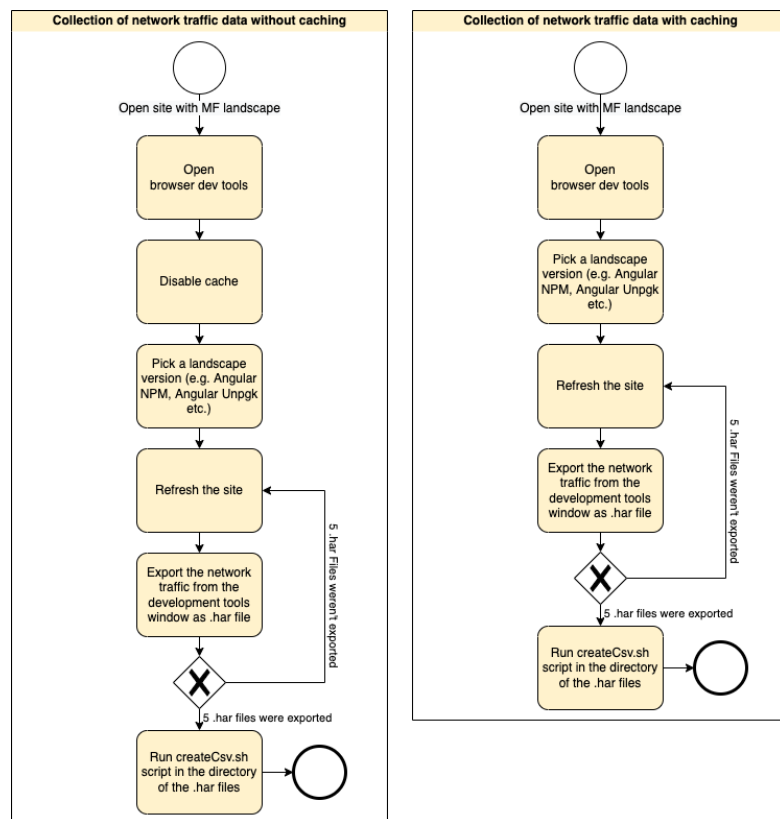 Collection of network traffic data without caching
Open site with MF landscape
Open
browser dev tools
Disable cache
Pick a landscape
version (e.g. Angular
NPM, Angular Unpgk
etc.)
Refresh the site
5 .har Files weren't exported
Export the network
traffic from the
development tools
window as .har file
5 .har files were exported
Run createCsv.sh
script in the directory
of the .har files
Collection of network traffic data with caching
Open site with MF landscape
Open
browser dev tools
Pick a landscape
version (e.g. Angular
NPM, Angular Unpgk
etc.)
Refresh the site
5 .har Files weren't exported
Export the network
traffic from the
development tools
window as .har file
5 .har files were exported
Run createCsv.sh
script in the directory
of the .har files